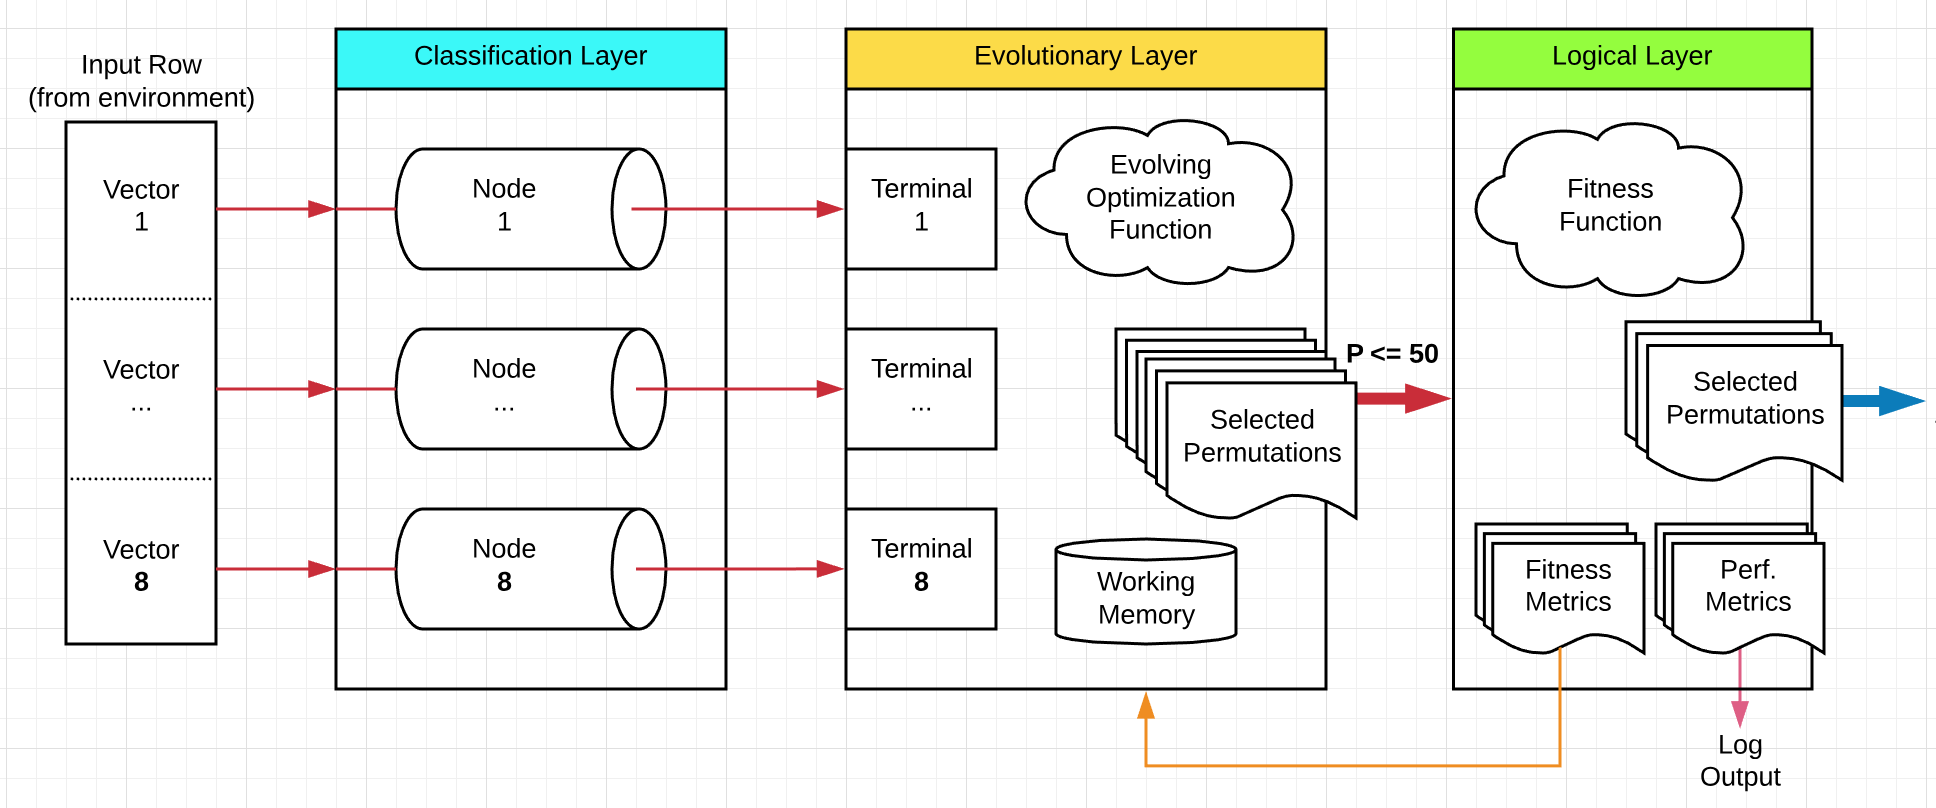 Input Row
(from environment)
Vector
1
Vector
...
Vector
8
Classification Layer
Node
1
Node
...
Node
8
Evolutionary Layer
Terminal
1
Terminal
...
Terminal
8
Evolving
Optimization
Function
Selected
Permutations
Working
Memory
P <= 50
Logical Layer
Fitness
Function
Selected
Permutations
Fitness
Metrics
Perf.
Metrics
Log
Output